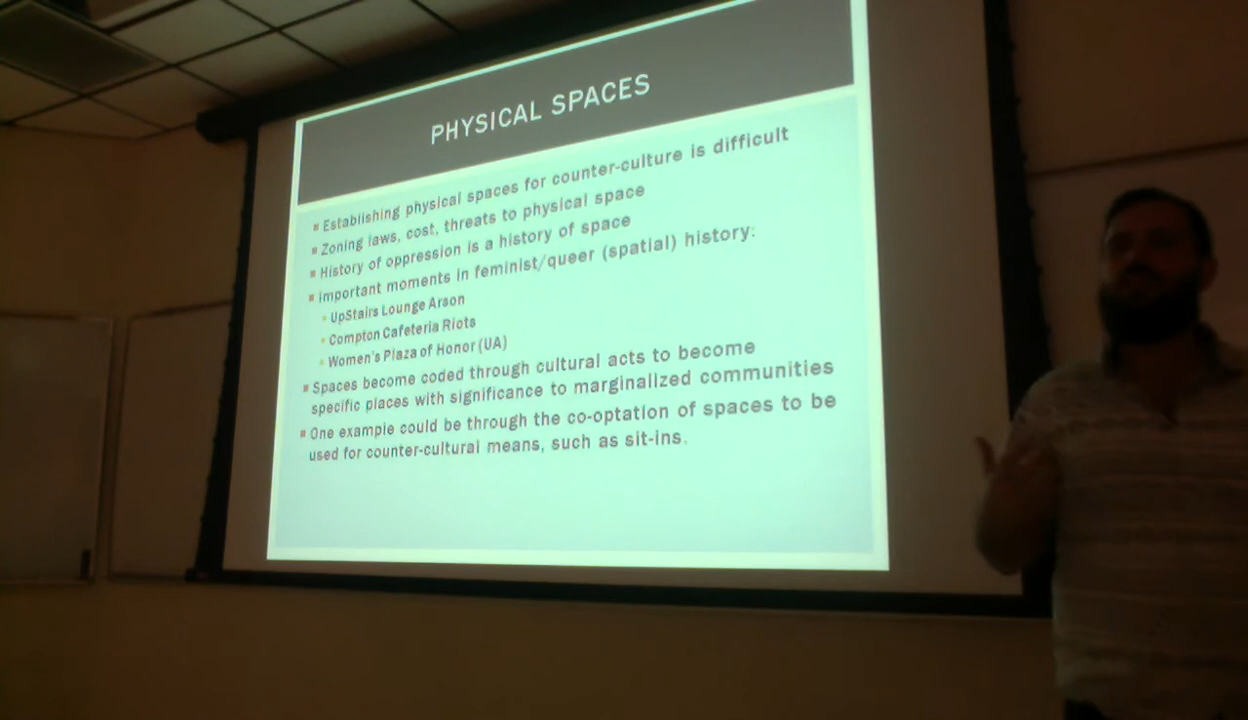 PHYSICAL SPACES
Establishing physical spaces for counter-culture is difficult
Zoning laws, cost, threats to physical space
History of oppression is a history of space
Important moments in feminist/queer (spatial) history:
UpStairs Lounge Arson
Compton Cafeteria Riots
Women's Plaza of Honor (UA)
Spaces become coded through cultural acts to become
specific places with significance to marginalized communities
One example could be through the co-optation of spaces to be
used for counter-cultural means, such as sit-ins.